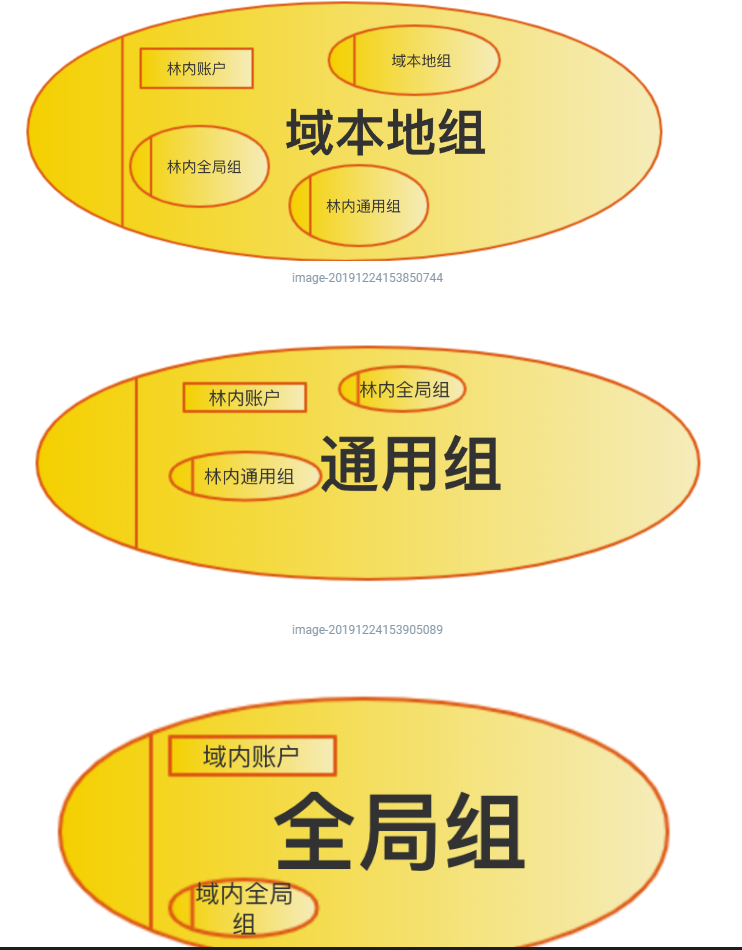 林内账户
域本地组
域本地组
林内全局组
林内通用组
image-20191224153850744
林内账户
林内全局组
通用组
林内通用组
image-20191224153905089
域内账户
全局组
域内全局
组